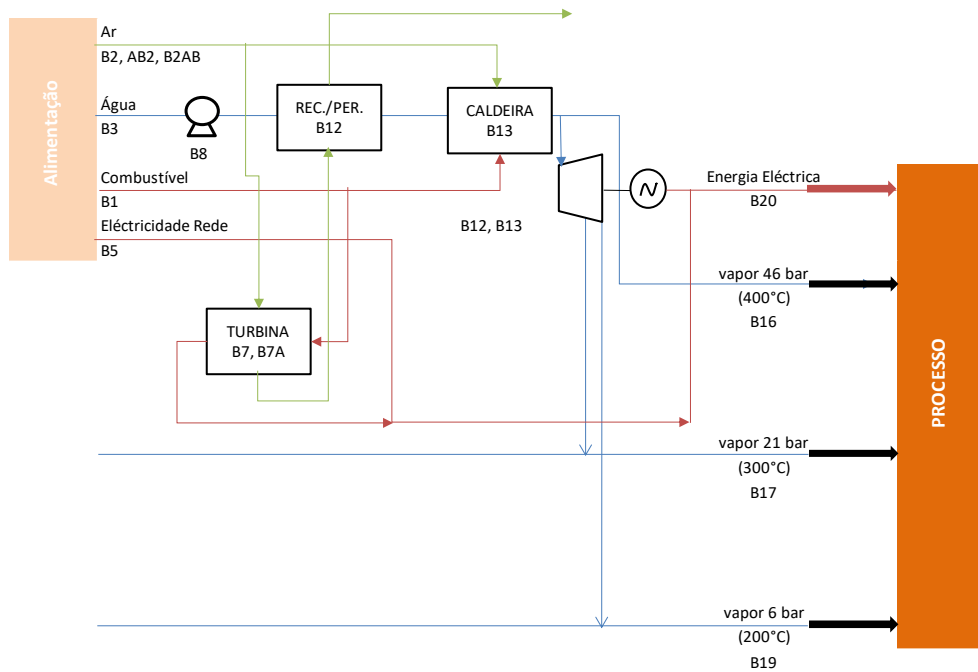 Alimentação
Ar
B2, AB2, B2AB
Água
B3
B8
REC./PER.
B12
CALDEIRA
B13
Combustível
B1
Eléctricidade Rede
B5
B12, B13
Energia Eléctrica
B20
vapor 46 bar
(400°C)
B16
TURBINA
B7, B7A
vapor 21 bar
(300°C)
B17
vapor 6 bar
(200°C)
B19
PROCESSO